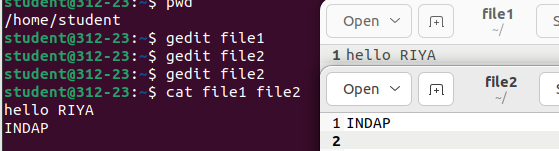 student@312-23:~$ pwd
/home/student
student@312-23:~$ gedit file1
student@312-23:~$ gedit file2
student@312-23:~$ gedit file2
student@312-23:~$ cat file1 file2
hello RIYA
INDAP
Open file1
~/
1 hello RIYA
Open file2 S
~/
1 INDAP
2